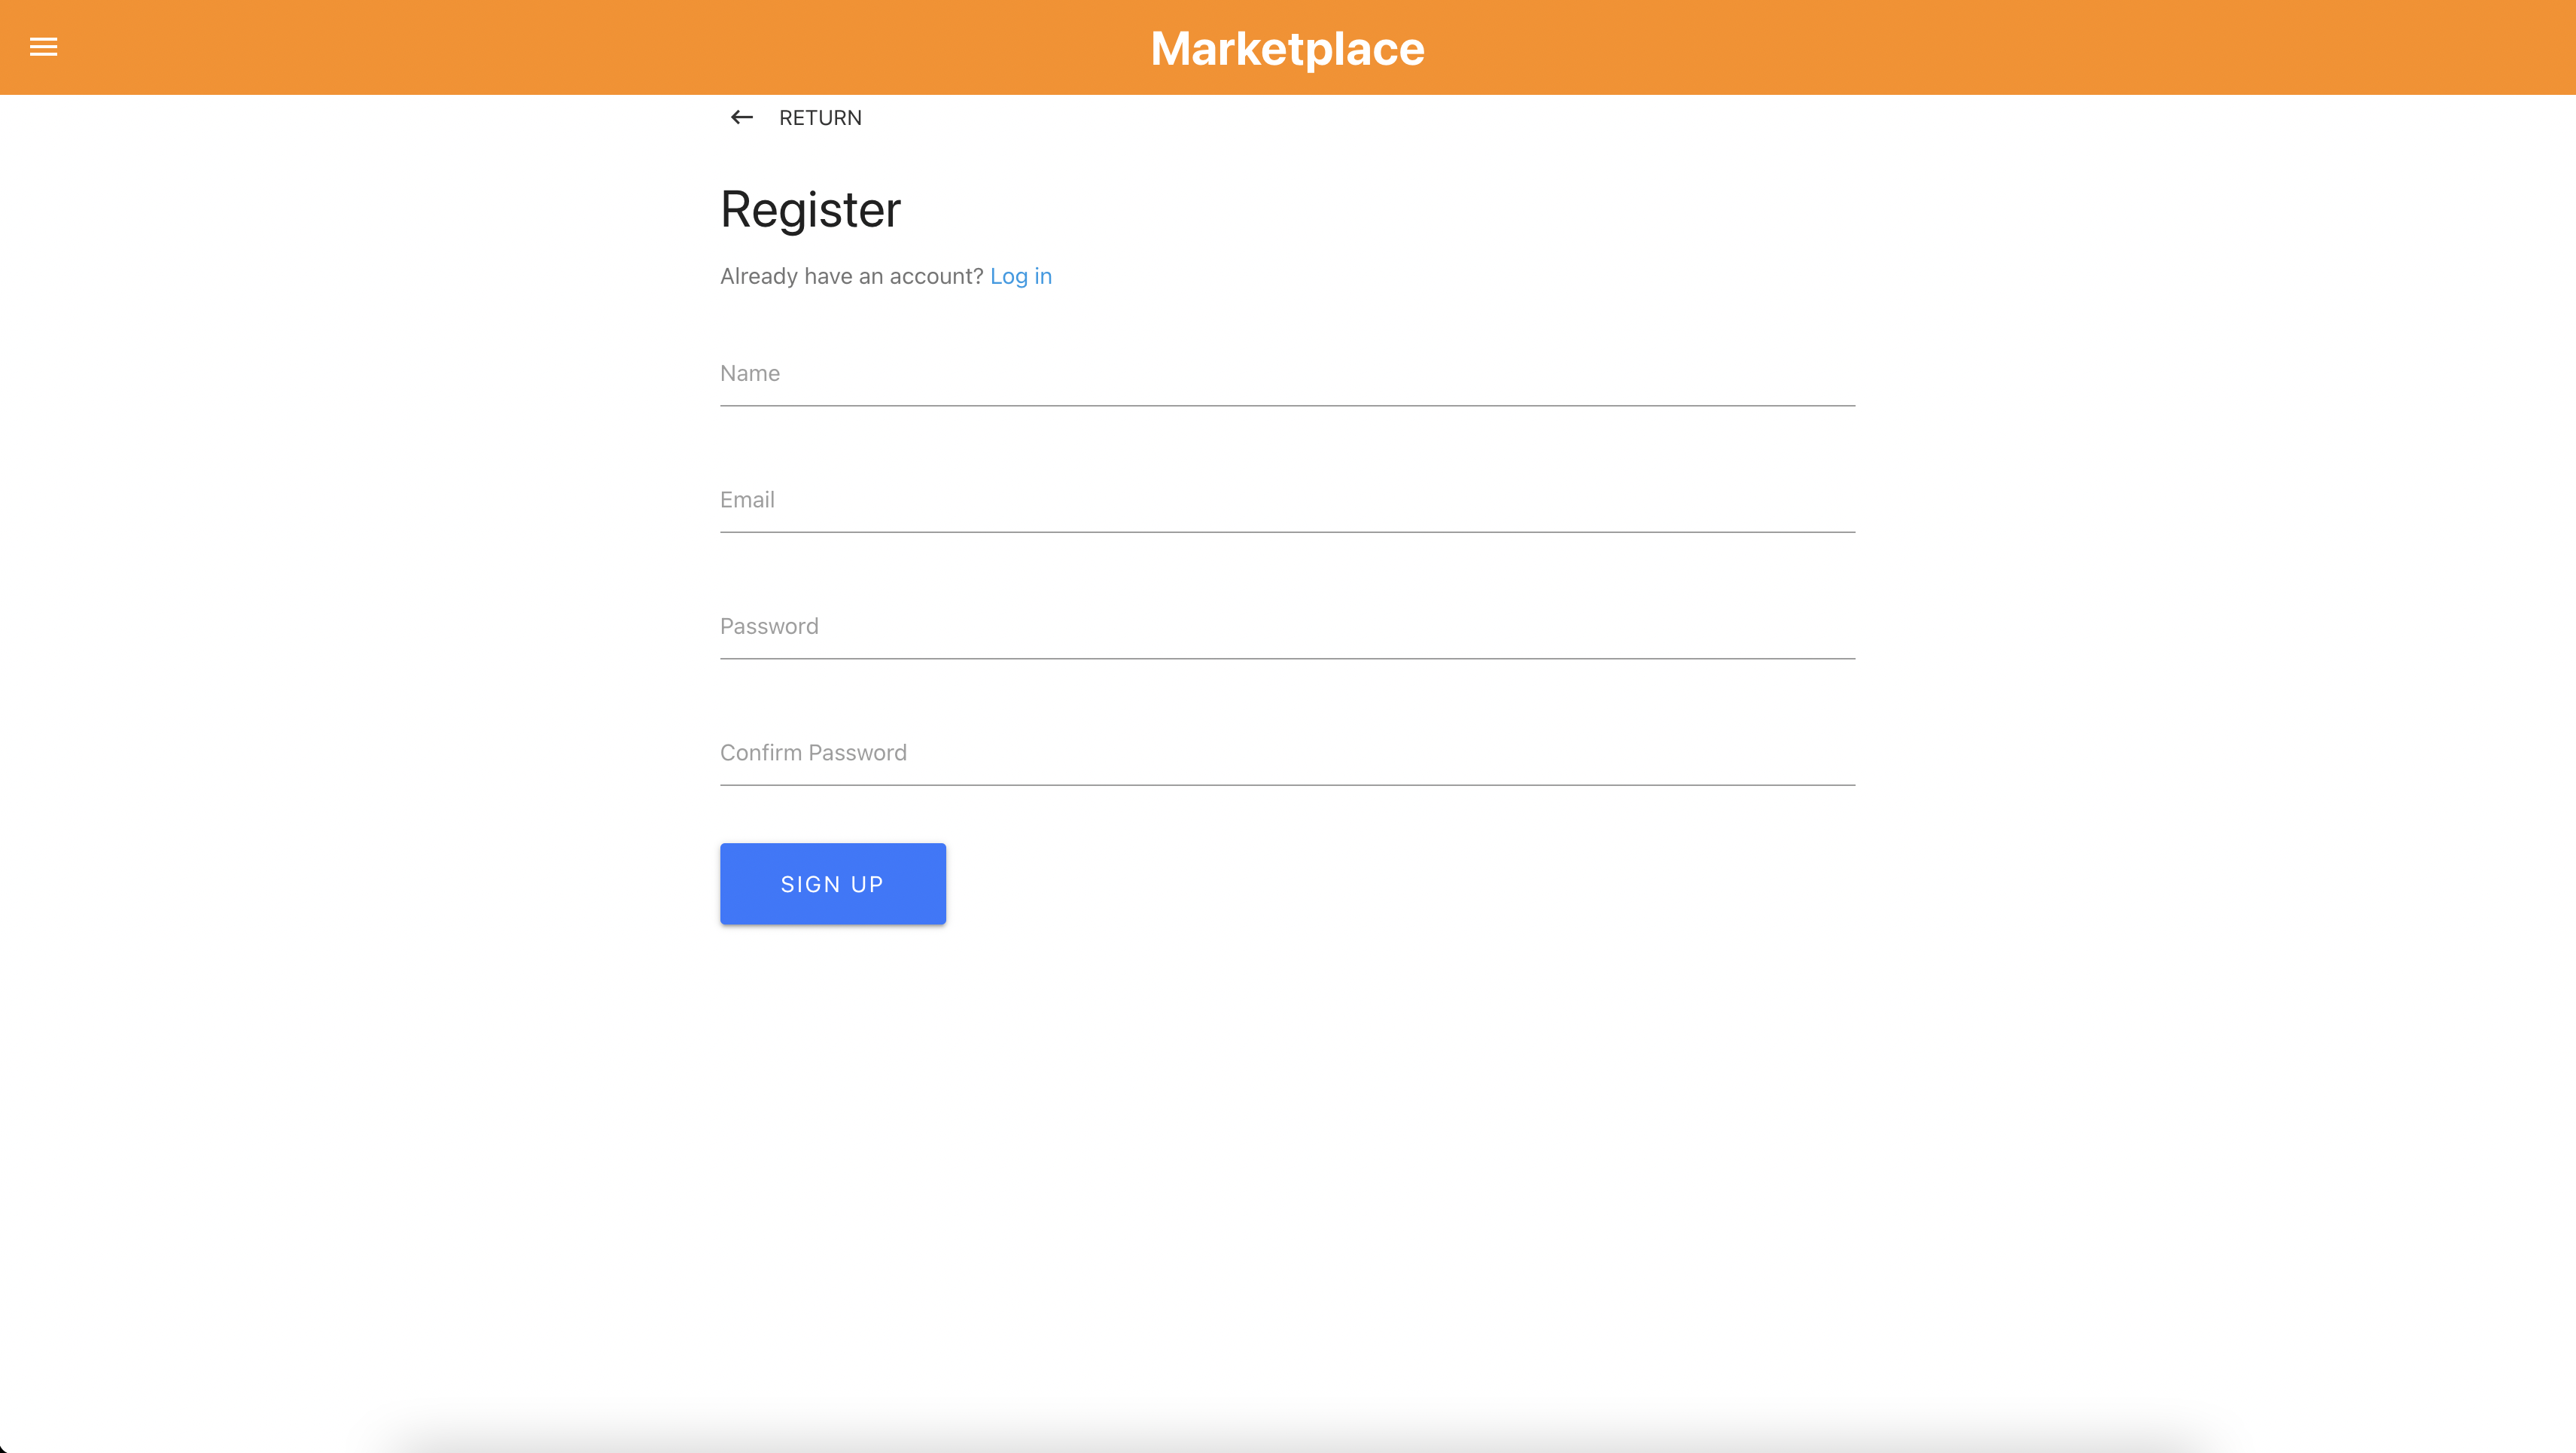 Marketplace
RETURN
Register
Already have an account? Log in
Name
Email
Password
Confirm Password
SIGN UP